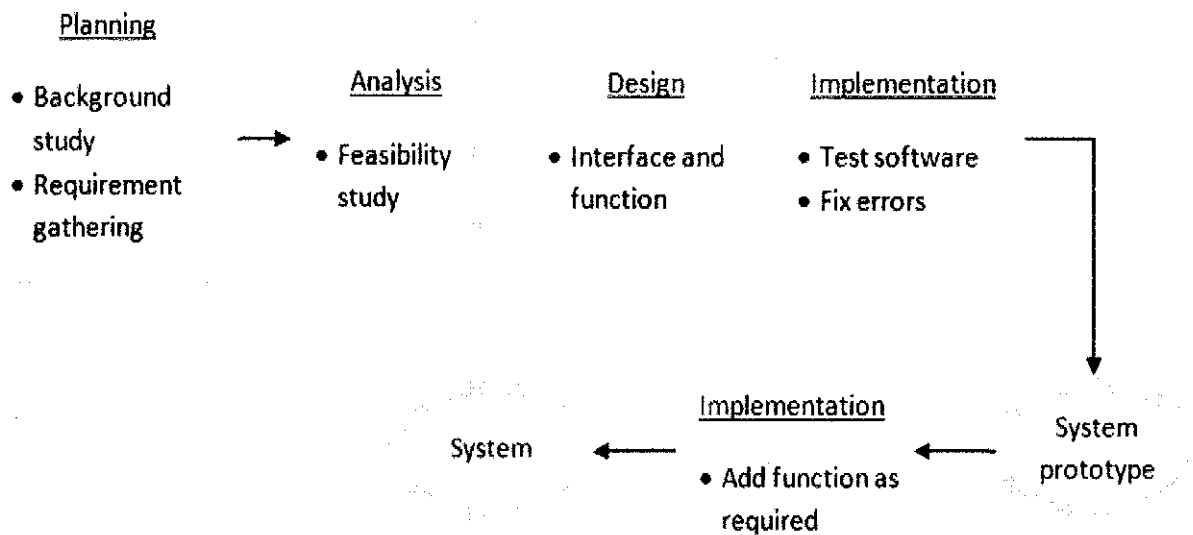 Planning
• Background
study
• Requirement
gathering
Analysis
• Feasibility
study
Design
• Interface and
function
Implementation
• Test software
• Fix errors
System
prototype
Implementation
• Add function as
required
System